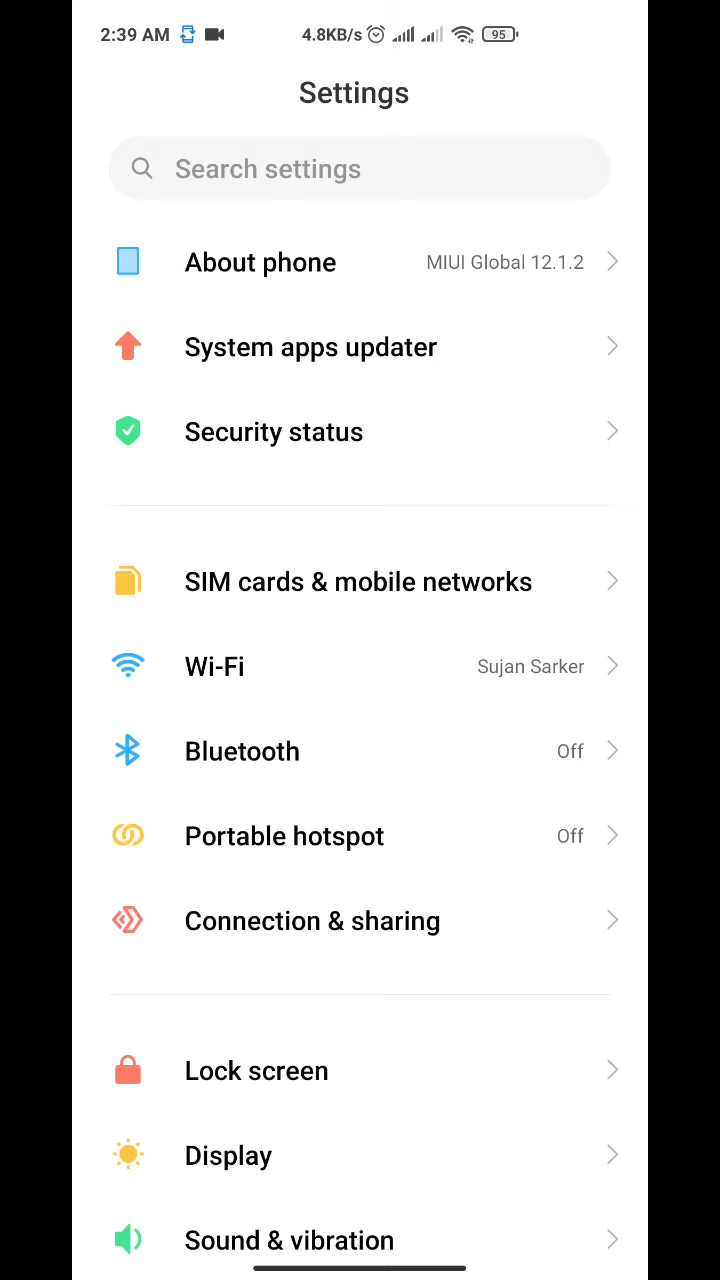 2:39 AM 4.8KB/s 95
Settings
Search settings
About phone MIUI Global 12.1.2
System apps updater
Security status
SIM cards & mobile networks
Wi-Fi Sujan Sarker
Bluetooth Off
Portable hotspot Off
Connection & sharing
Lock screen
Display
Sound & vibration